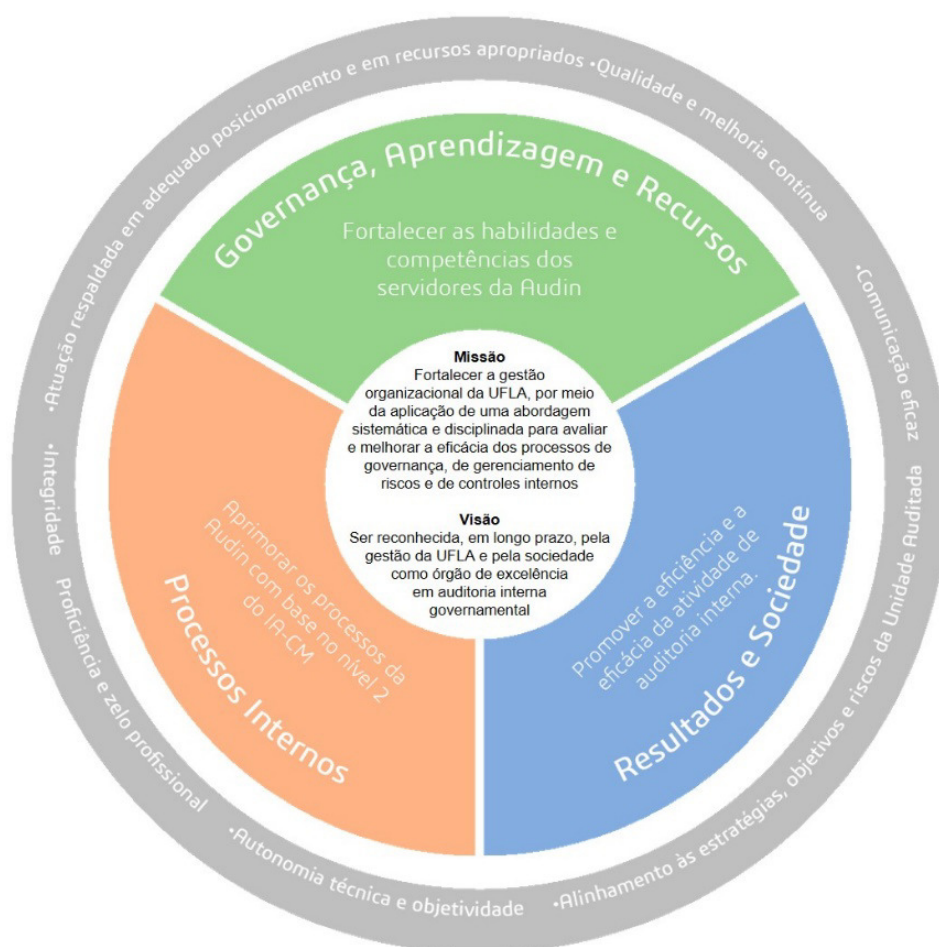 •Atuação respaldada em adequado posicionamento e em recursos apropriados
•Qualidade e melhoria contínua
•Comunicação eficaz
•Alinhamento às estratégias, objetivos e riscos da Unidade Auditada
•Autonomia técnica e objetividade
Proficiência e zelo profissional
•Integridade
Governança, Aprendizagem e Recursos
Fortalecer as habilidades e
competências dos
servidores da Audin
Missão
Fortalecer a gestão
organizacional da UFLA, por meio
da aplicação de uma abordagem
sistemática e disciplinada para avaliar
e melhorar a eficácia dos processos de
governança, de gerenciamento de
riscos e de controles internos
Visão
Ser reconhecida, em longo prazo, pela
gestão da UFLA e pela sociedade
como órgão de excelência
em auditoria interna
governamental
Aprimorar os processos da
Audin com base no nível 2
do IA-CM
Processos Internos
Promover a eficiência e a
eficácia da atividade de
auditoria interna.
Resultados e Sociedade